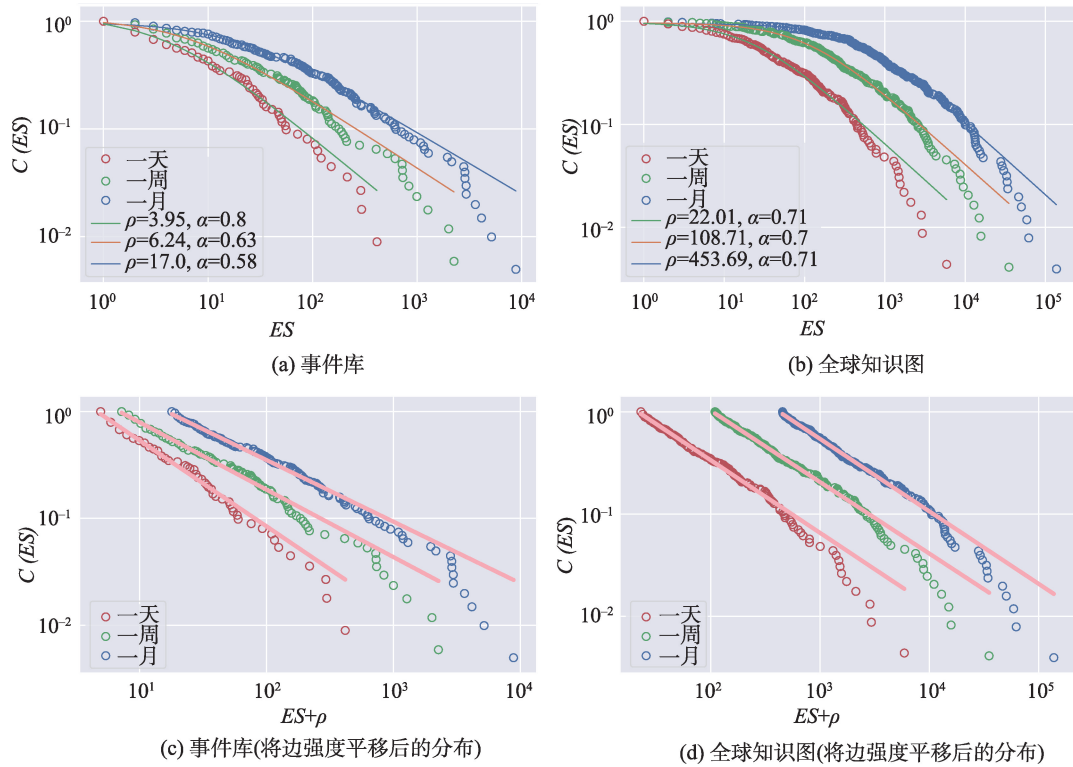 10⁰
10⁻¹
10⁻²
C (ES)
一天
一周
一月
ρ=3.95, α=0.8
ρ=6.24, α=0.63
ρ=17.0, α=0.58
10⁰ 10¹ 10² 10³ 10⁴
ES
(a) 事件库
10⁰
10⁻¹
10⁻²
C (ES)
一天
一周
一月
ρ=22.01, α=0.71
ρ=108.71, α=0.7
ρ=453.69, α=0.71
10⁰ 10¹ 10² 10³ 10⁴ 10⁵
ES
(b) 全球知识图
10⁰
10⁻¹
10⁻²
C (ES)
一天
一周
一月
10¹ 10² 10³ 10⁴
ES+ρ
(c) 事件库(将边强度平移后的分布)
10⁰
10⁻¹
10⁻²
C (ES)
一天
一周
一月
10² 10³ 10⁴ 10⁵
ES+ρ
(d) 全球知识图(将边强度平移后的分布)